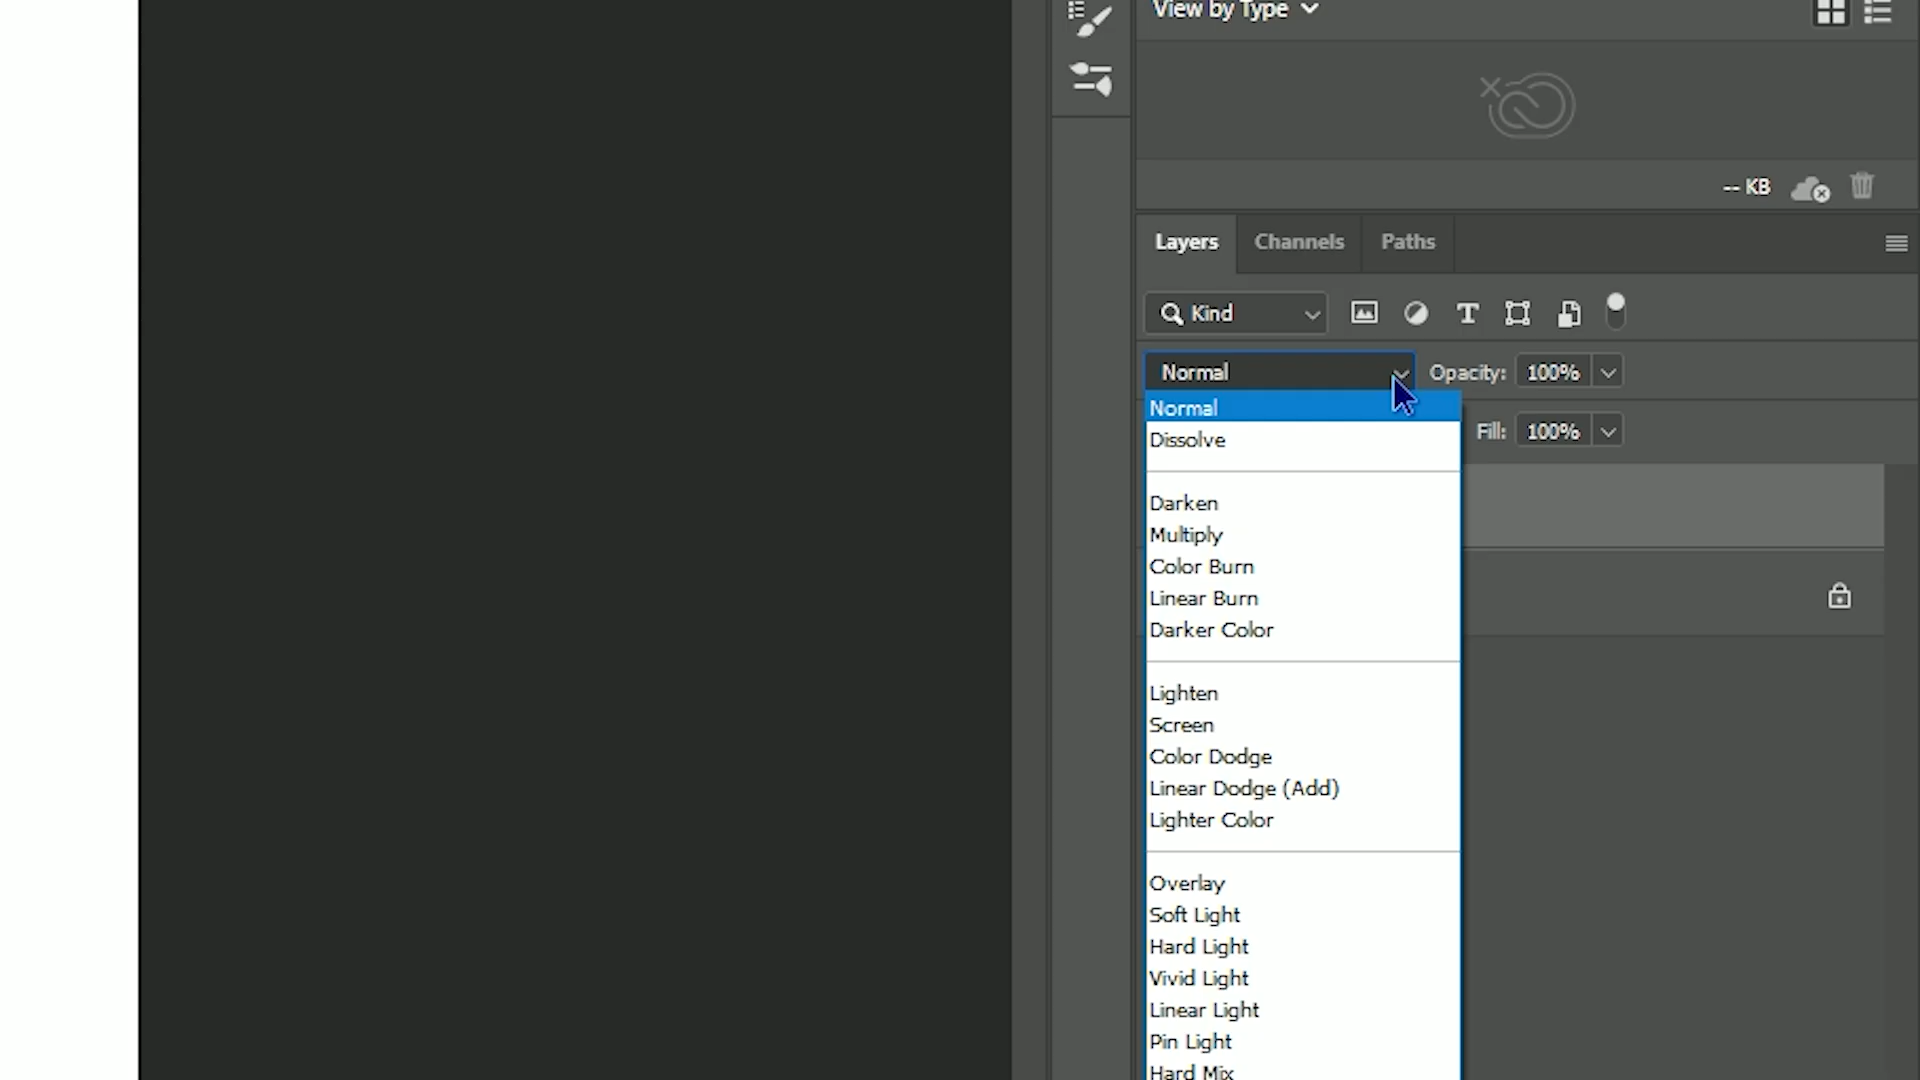 View by Type
-- KB
Layers Channels Paths
Kind
Normal Opacity: 100%
Normal
Dissolve
Fill: 100%
Darken
Multiply
Color Burn
Linear Burn
Darker Color
Lighten
Screen
Color Dodge
Linear Dodge (Add)
Lighter Color
Overlay
Soft Light
Hard Light
Vivid Light
Linear Light
Pin Light
Hard Mix